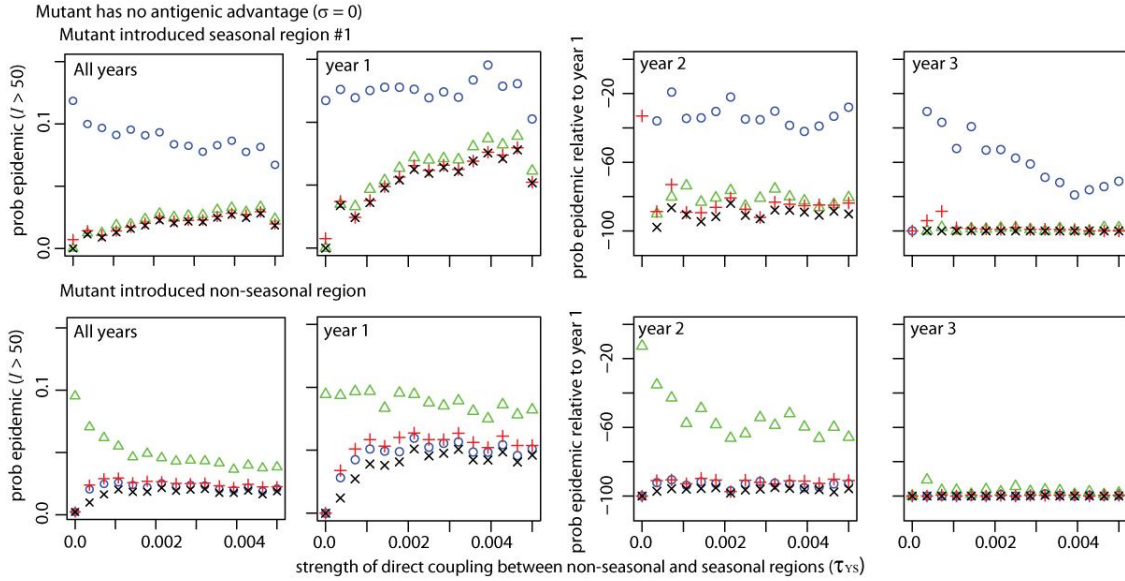 Mutant has no antigenic advantage (σ = 0)
Mutant introduced seasonal region #1
prob epidemic (I > 50)
0.1
0.0
All years
year 1
prob epidemic relative to year 1
−20
−60
−100
year 2
year 3
Mutant introduced non-seasonal region
prob epidemic (I > 50)
0.1
0.0
All years
year 1
prob epidemic relative to year 1
−20
−60
−100
year 2
year 3
0.0 0.002 0.004 0.0 0.002 0.004 0.0 0.002 0.004 0.0 0.002 0.004
strength of direct coupling between non-seasonal and seasonal regions (τYS)